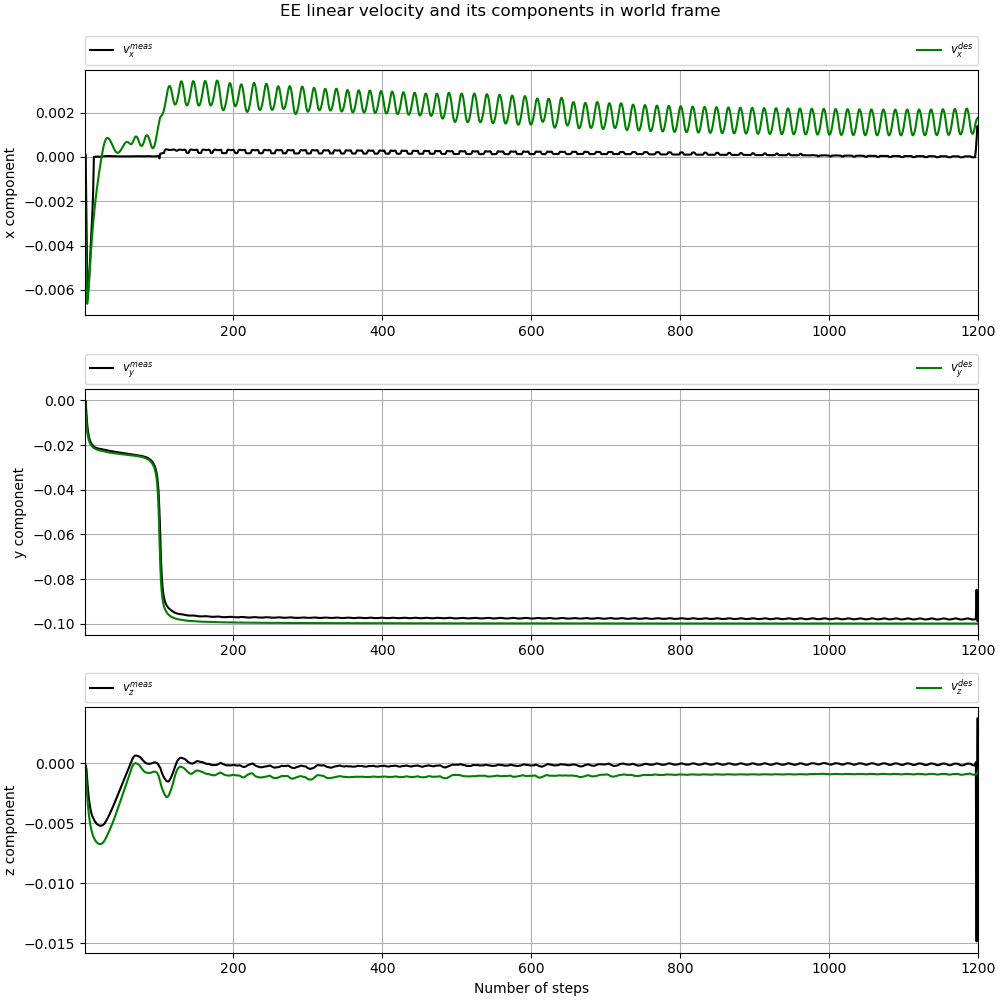 EE linear velocity and its components in world frame
v_x^{meas} v_x^{des}
0.002
0.000
−0.002
−0.004
−0.006
x component
200 400 600 800 1000 1200
v_y^{meas} v_y^{des}
0.00
−0.02
−0.04
−0.06
−0.08
−0.10
y component
200 400 600 800 1000 1200
v_z^{meas} v_z^{des}
0.000
−0.005
−0.010
−0.015
z component
200 400 600 800 1000 1200
Number of steps